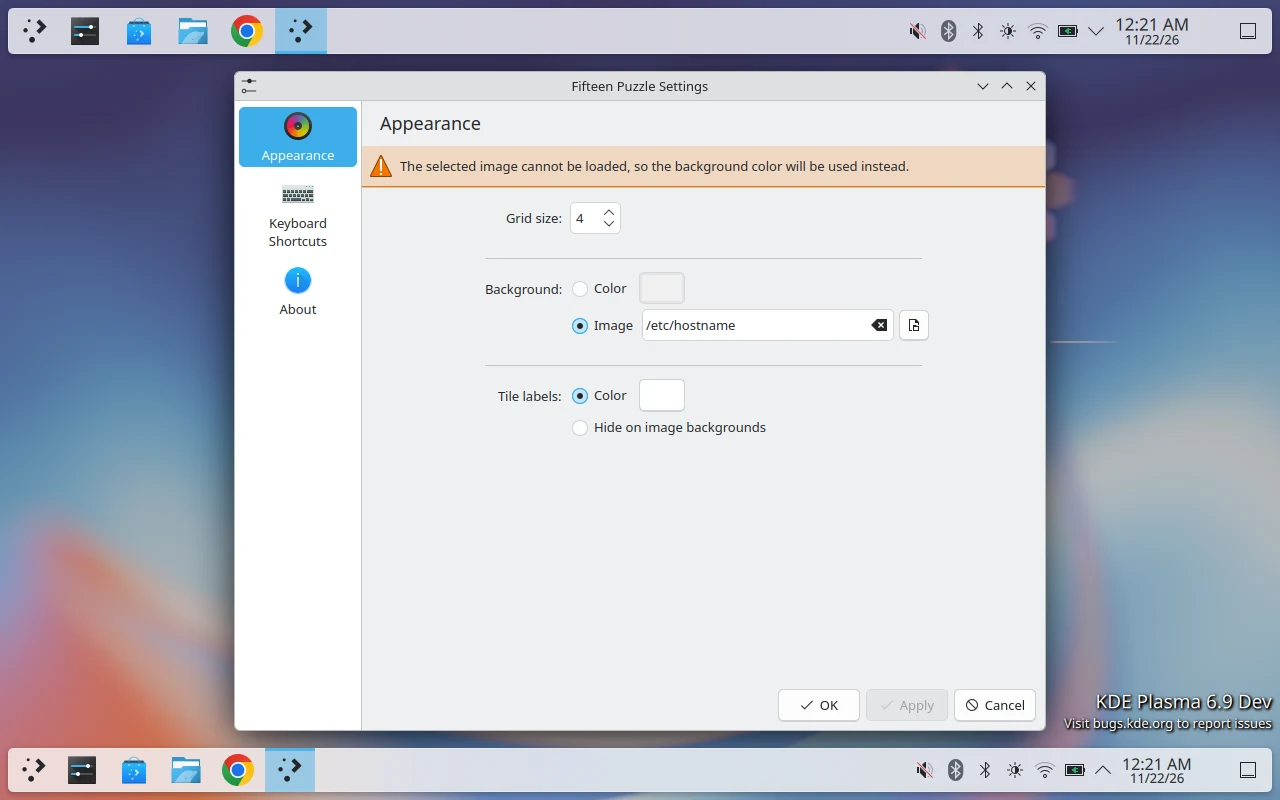 12:21 AM
11/22/26
Fifteen Puzzle Settings
Appearance
Appearance
The selected image cannot be loaded, so the background color will be used instead.
Keyboard
Shortcuts
About
Grid size: 4
Background: Color
Image /etc/hostname
Tile labels: Color
Hide on image backgrounds
OK Apply Cancel
KDE Plasma 6.9 Dev
Visit bugs.kde.org to report issues
12:21 AM
11/22/26